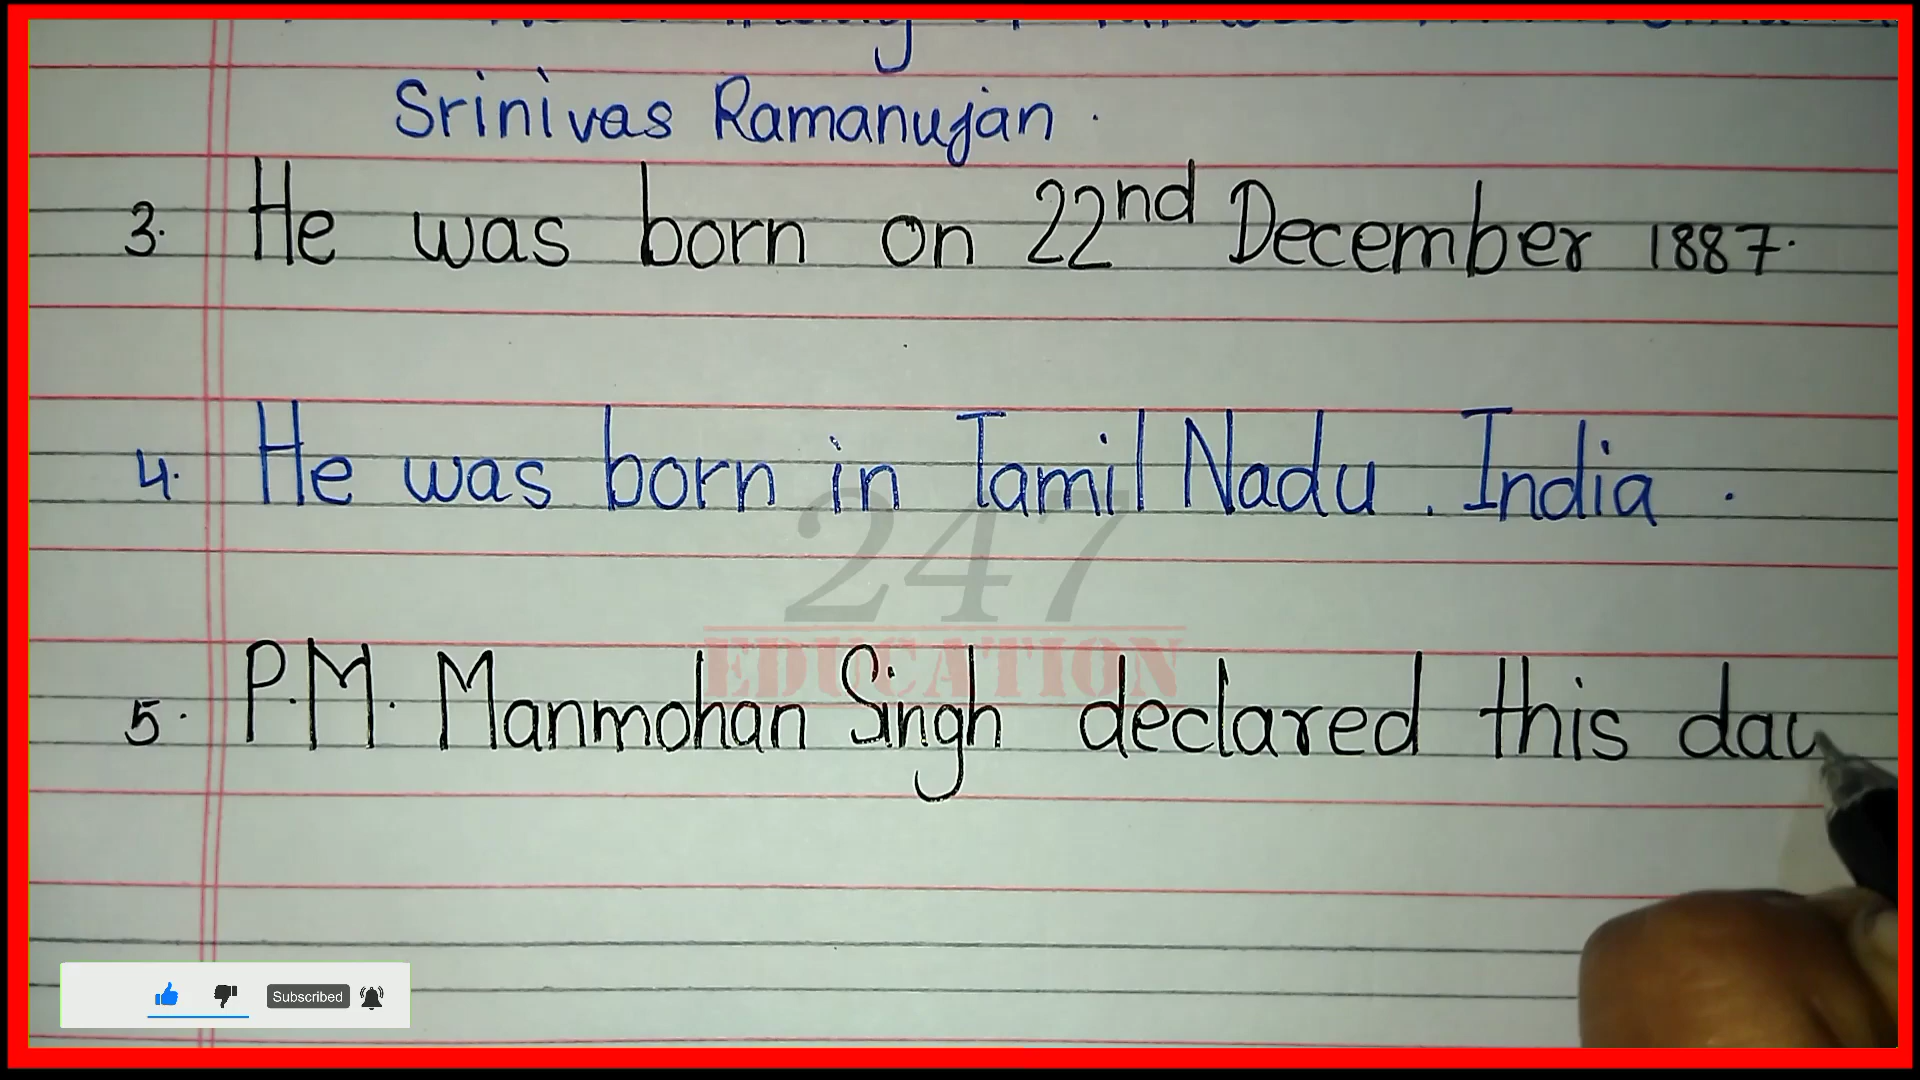 Srinivas Ramanujan.
3. He was born on 22nd December 1887.
4. He was born in Tamil Nadu. India.
247
EDUCATION
5. P.M. Manmohan Singh declared this day
Subscribed